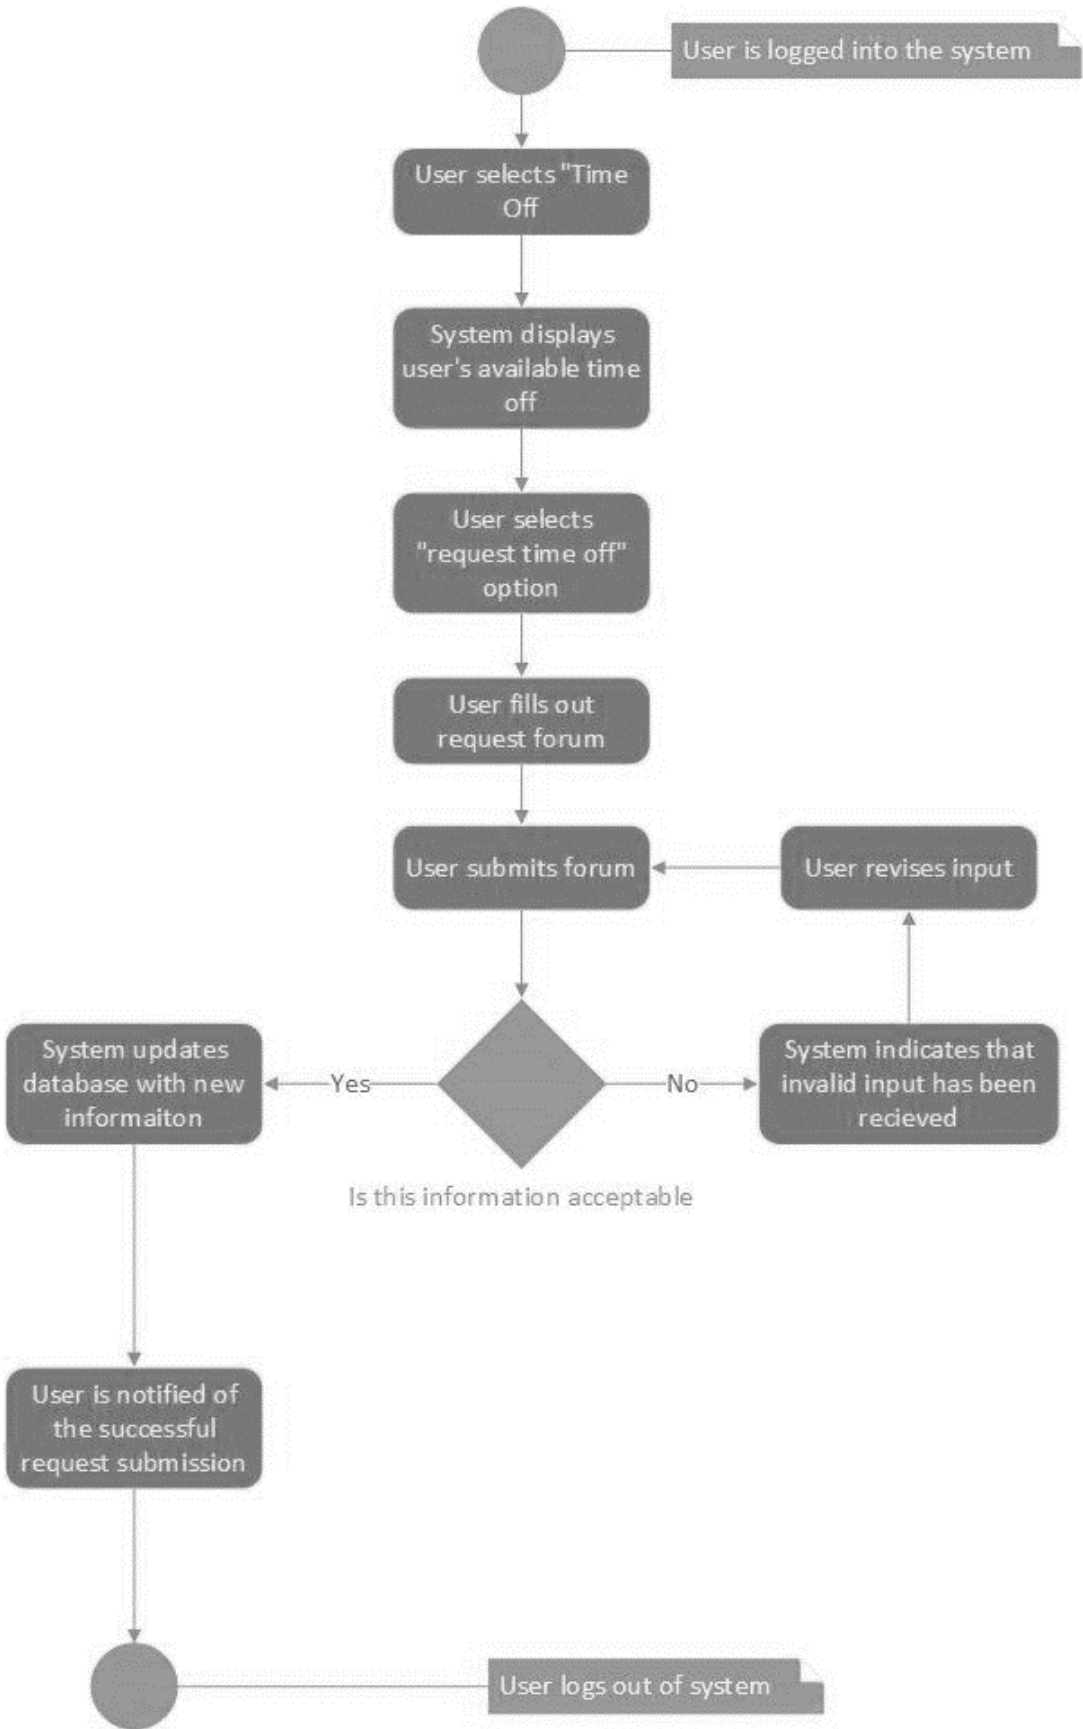 User is logged into the system
User selects "Time
Off
System displays
user's available time
off
User selects
"request time off"
option
User fills out
request forum
User submits forum
User revises input
System updates
database with new
informaiton
Yes
No
System indicates that
invalid input has been
recieved
Is this information acceptable
User is notified of
the successful
request submission
User logs out of system